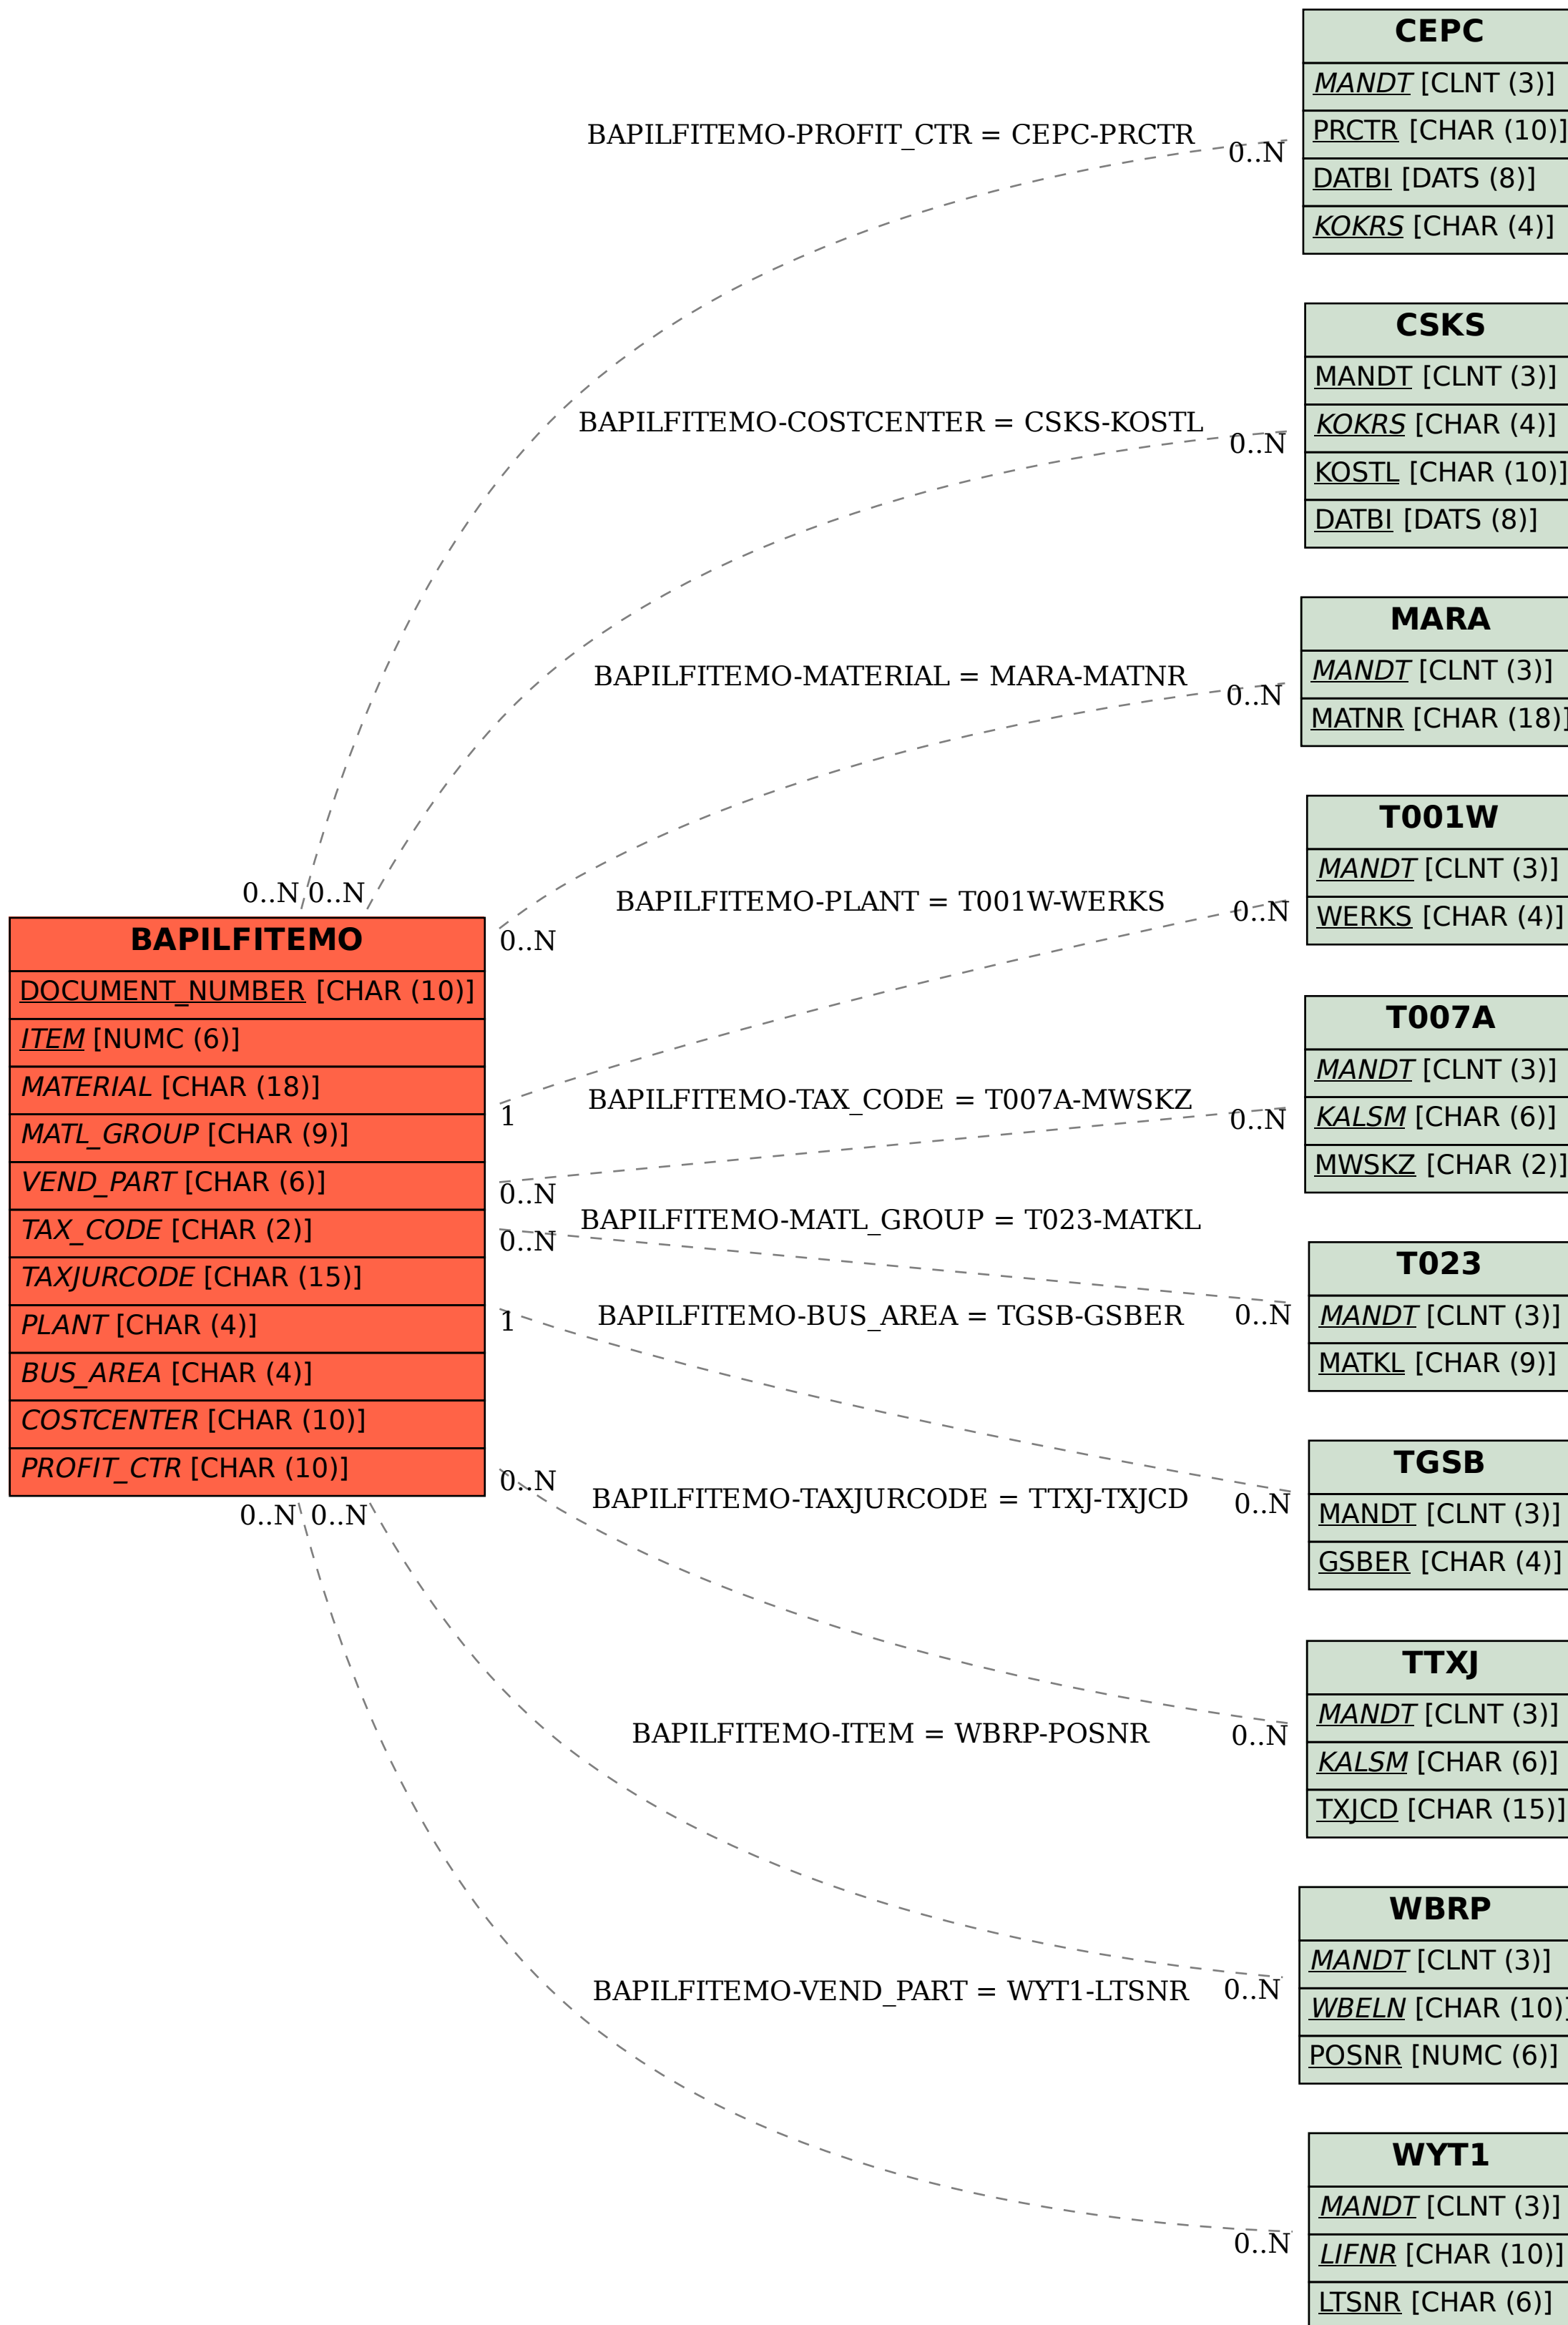 CEPC
MANDT [CLNT (3)]
PRCTR [CHAR (10)]
DATBI [DATS (8)]
KOKRS [CHAR (4)]
BAPILFITEMO-PROFIT_CTR = CEPC-PRCTR
0..N
CSKS
MANDT [CLNT (3)]
KOKRS [CHAR (4)]
KOSTL [CHAR (10)]
DATBI [DATS (8)]
BAPILFITEMO-COSTCENTER = CSKS-KOSTL
0..N
MARA
MANDT [CLNT (3)]
MATNR [CHAR (18)]
BAPILFITEMO-MATERIAL = MARA-MATNR
0..N
T001W
MANDT [CLNT (3)]
WERKS [CHAR (4)]
BAPILFITEMO-PLANT = T001W-WERKS
0..N
0..N 0..N
BAPILFITEMO
DOCUMENT_NUMBER [CHAR (10)]
ITEM [NUMC (6)]
MATERIAL [CHAR (18)]
MATL_GROUP [CHAR (9)]
VEND_PART [CHAR (6)]
TAX_CODE [CHAR (2)]
TAXJURCODE [CHAR (15)]
PLANT [CHAR (4)]
BUS_AREA [CHAR (4)]
COSTCENTER [CHAR (10)]
PROFIT_CTR [CHAR (10)]
0..N 0..N
0..N
1
0..N
0..N
1
0..N
T007A
MANDT [CLNT (3)]
KALSM [CHAR (6)]
MWSKZ [CHAR (2)]
BAPILFITEMO-TAX_CODE = T007A-MWSKZ
0..N
BAPILFITEMO-MATL_GROUP = T023-MATKL
T023
MANDT [CLNT (3)]
MATKL [CHAR (9)]
0..N
BAPILFITEMO-BUS_AREA = TGSB-GSBER
TGSB
MANDT [CLNT (3)]
GSBER [CHAR (4)]
0..N
BAPILFITEMO-TAXJURCODE = TTXJ-TXJCD
TTXJ
MANDT [CLNT (3)]
KALSM [CHAR (6)]
TXJCD [CHAR (15)]
0..N
BAPILFITEMO-ITEM = WBRP-POSNR
WBRP
MANDT [CLNT (3)]
WBELN [CHAR (10)]
POSNR [NUMC (6)]
0..N
BAPILFITEMO-VEND_PART = WYT1-LTSNR
WYT1
MANDT [CLNT (3)]
LIFNR [CHAR (10)]
LTSNR [CHAR (6)]
0..N